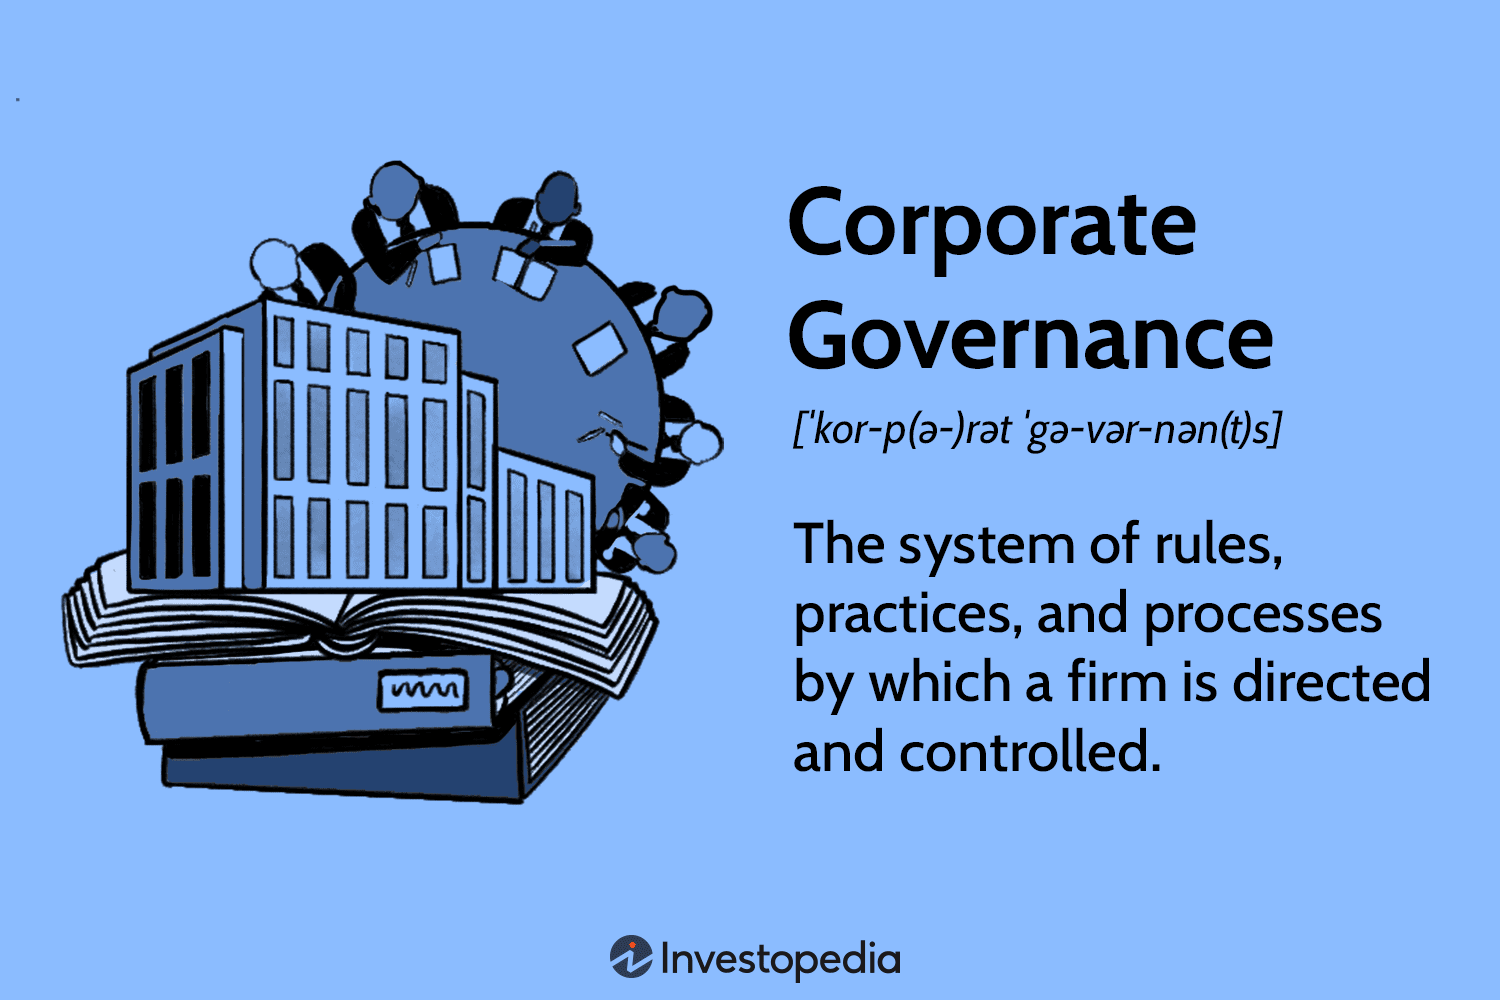 Corporate
Governance
[ˈkor-p(ə-)rət ˈgə-vər-nən(t)s]
The system of rules,
practices, and processes
by which a firm is directed
and controlled.
Investopedia